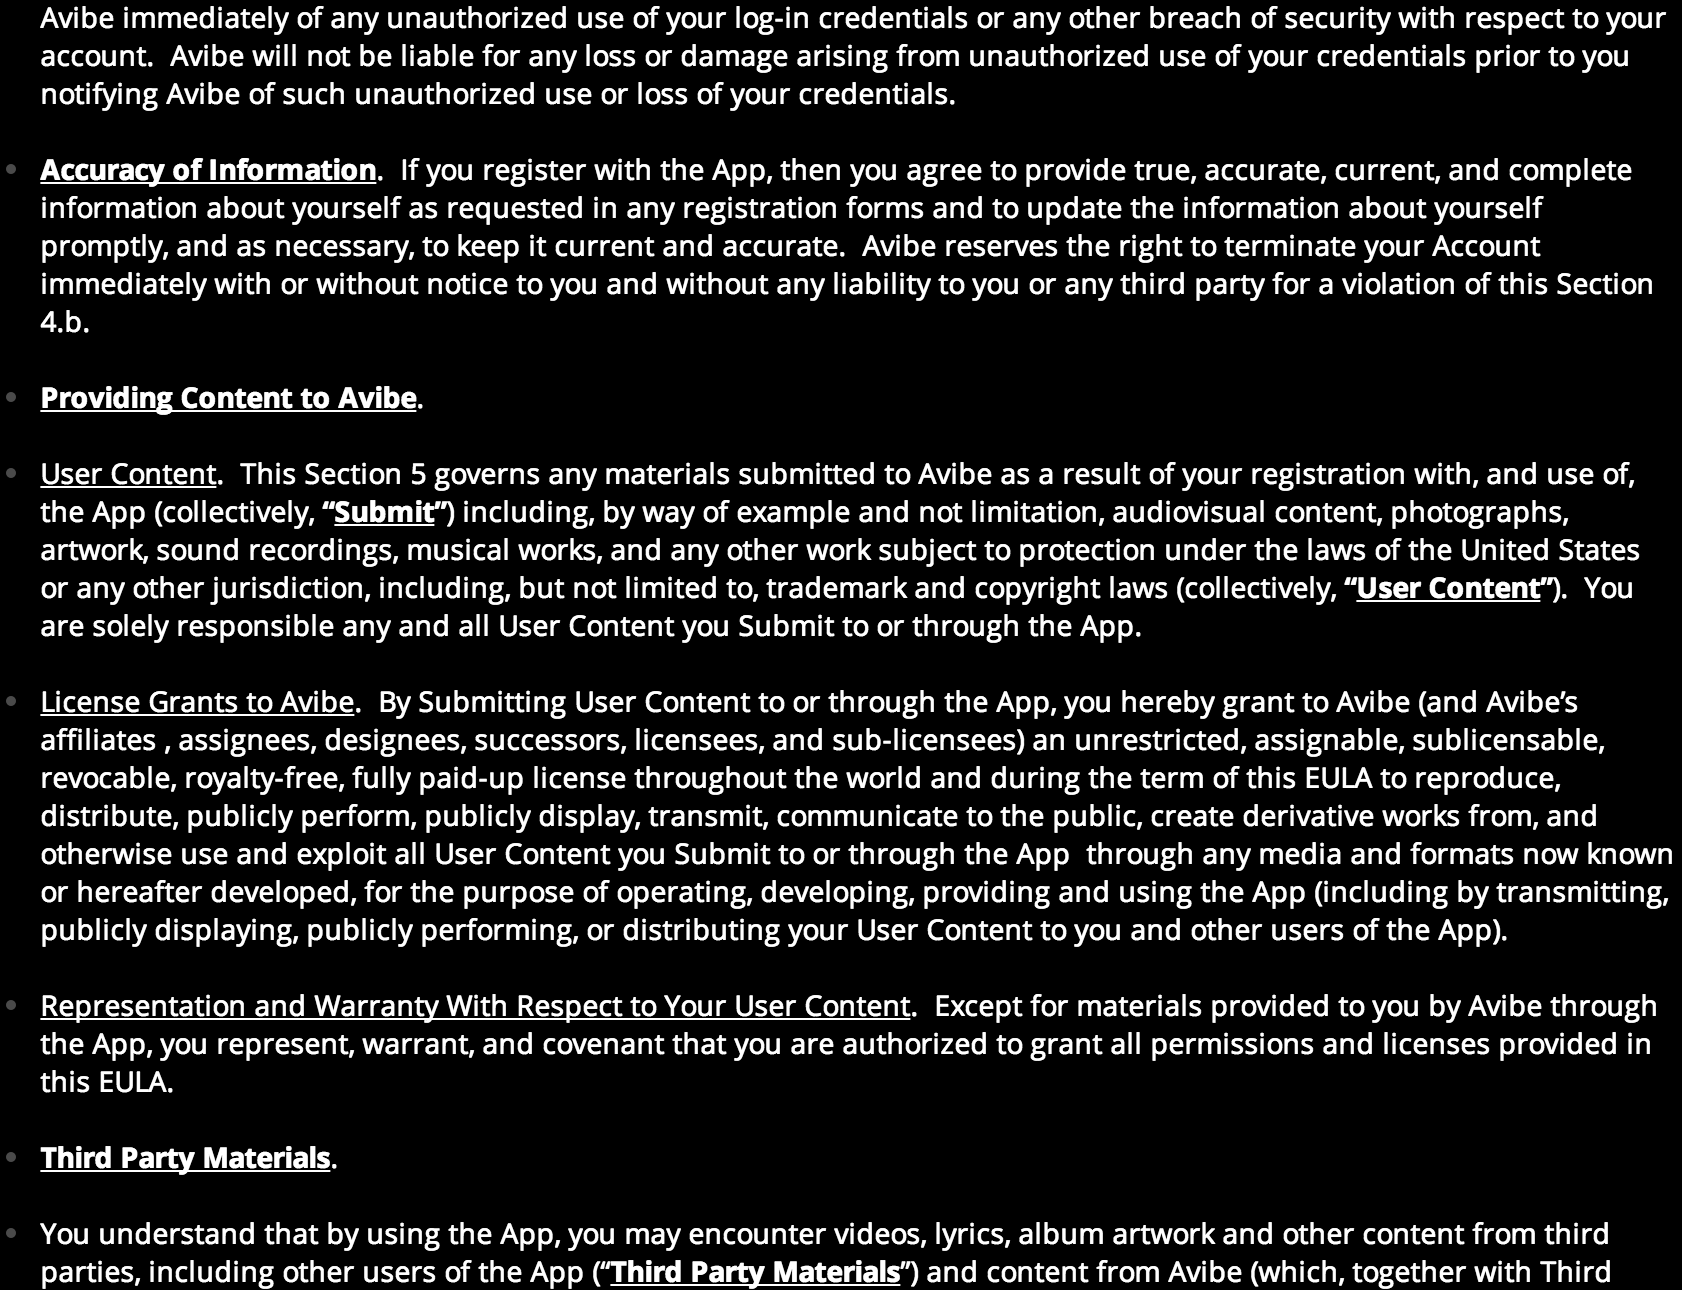 Avibe immediately of any unauthorized use of your log-in credentials or any other breach of security with respect to your
account.  Avibe will not be liable for any loss or damage arising from unauthorized use of your credentials prior to you
notifying Avibe of such unauthorized use or loss of your credentials.
• Accuracy of Information.  If you register with the App, then you agree to provide true, accurate, current, and complete
information about yourself as requested in any registration forms and to update the information about yourself
promptly, and as necessary, to keep it current and accurate.  Avibe reserves the right to terminate your Account
immediately with or without notice to you and without any liability to you or any third party for a violation of this Section
4.b.
• Providing Content to Avibe.
• User Content.  This Section 5 governs any materials submitted to Avibe as a result of your registration with, and use of,
the App (collectively, “Submit”) including, by way of example and not limitation, audiovisual content, photographs,
artwork, sound recordings, musical works, and any other work subject to protection under the laws of the United States
or any other jurisdiction, including, but not limited to, trademark and copyright laws (collectively, “User Content”).  You
are solely responsible any and all User Content you Submit to or through the App.
• License Grants to Avibe.  By Submitting User Content to or through the App, you hereby grant to Avibe (and Avibe’s
affiliates , assignees, designees, successors, licensees, and sub-licensees) an unrestricted, assignable, sublicensable,
revocable, royalty-free, fully paid-up license throughout the world and during the term of this EULA to reproduce,
distribute, publicly perform, publicly display, transmit, communicate to the public, create derivative works from, and
otherwise use and exploit all User Content you Submit to or through the App  through any media and formats now known
or hereafter developed, for the purpose of operating, developing, providing and using the App (including by transmitting,
publicly displaying, publicly performing, or distributing your User Content to you and other users of the App).
• Representation and Warranty With Respect to Your User Content.  Except for materials provided to you by Avibe through
the App, you represent, warrant, and covenant that you are authorized to grant all permissions and licenses provided in
this EULA.
• Third Party Materials.
• You understand that by using the App, you may encounter videos, lyrics, album artwork and other content from third
parties, including other users of the App (“Third Party Materials”) and content from Avibe (which, together with Third